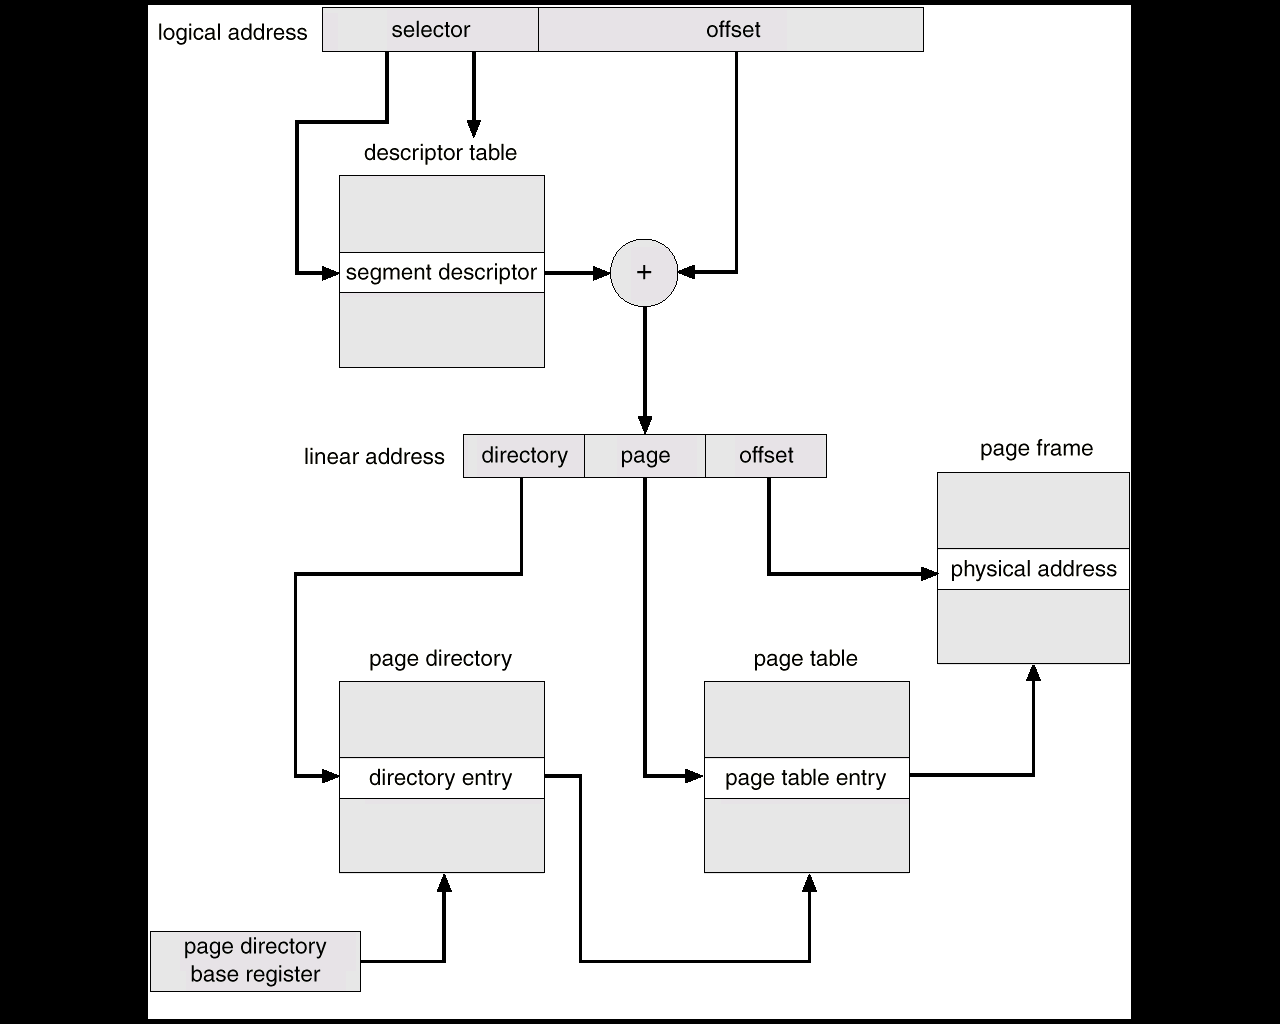 logical address
selector
offset
descriptor table
segment descriptor
+
linear address
directory
page
offset
page frame
physical address
page directory
directory entry
page table
page table entry
page directory
base register